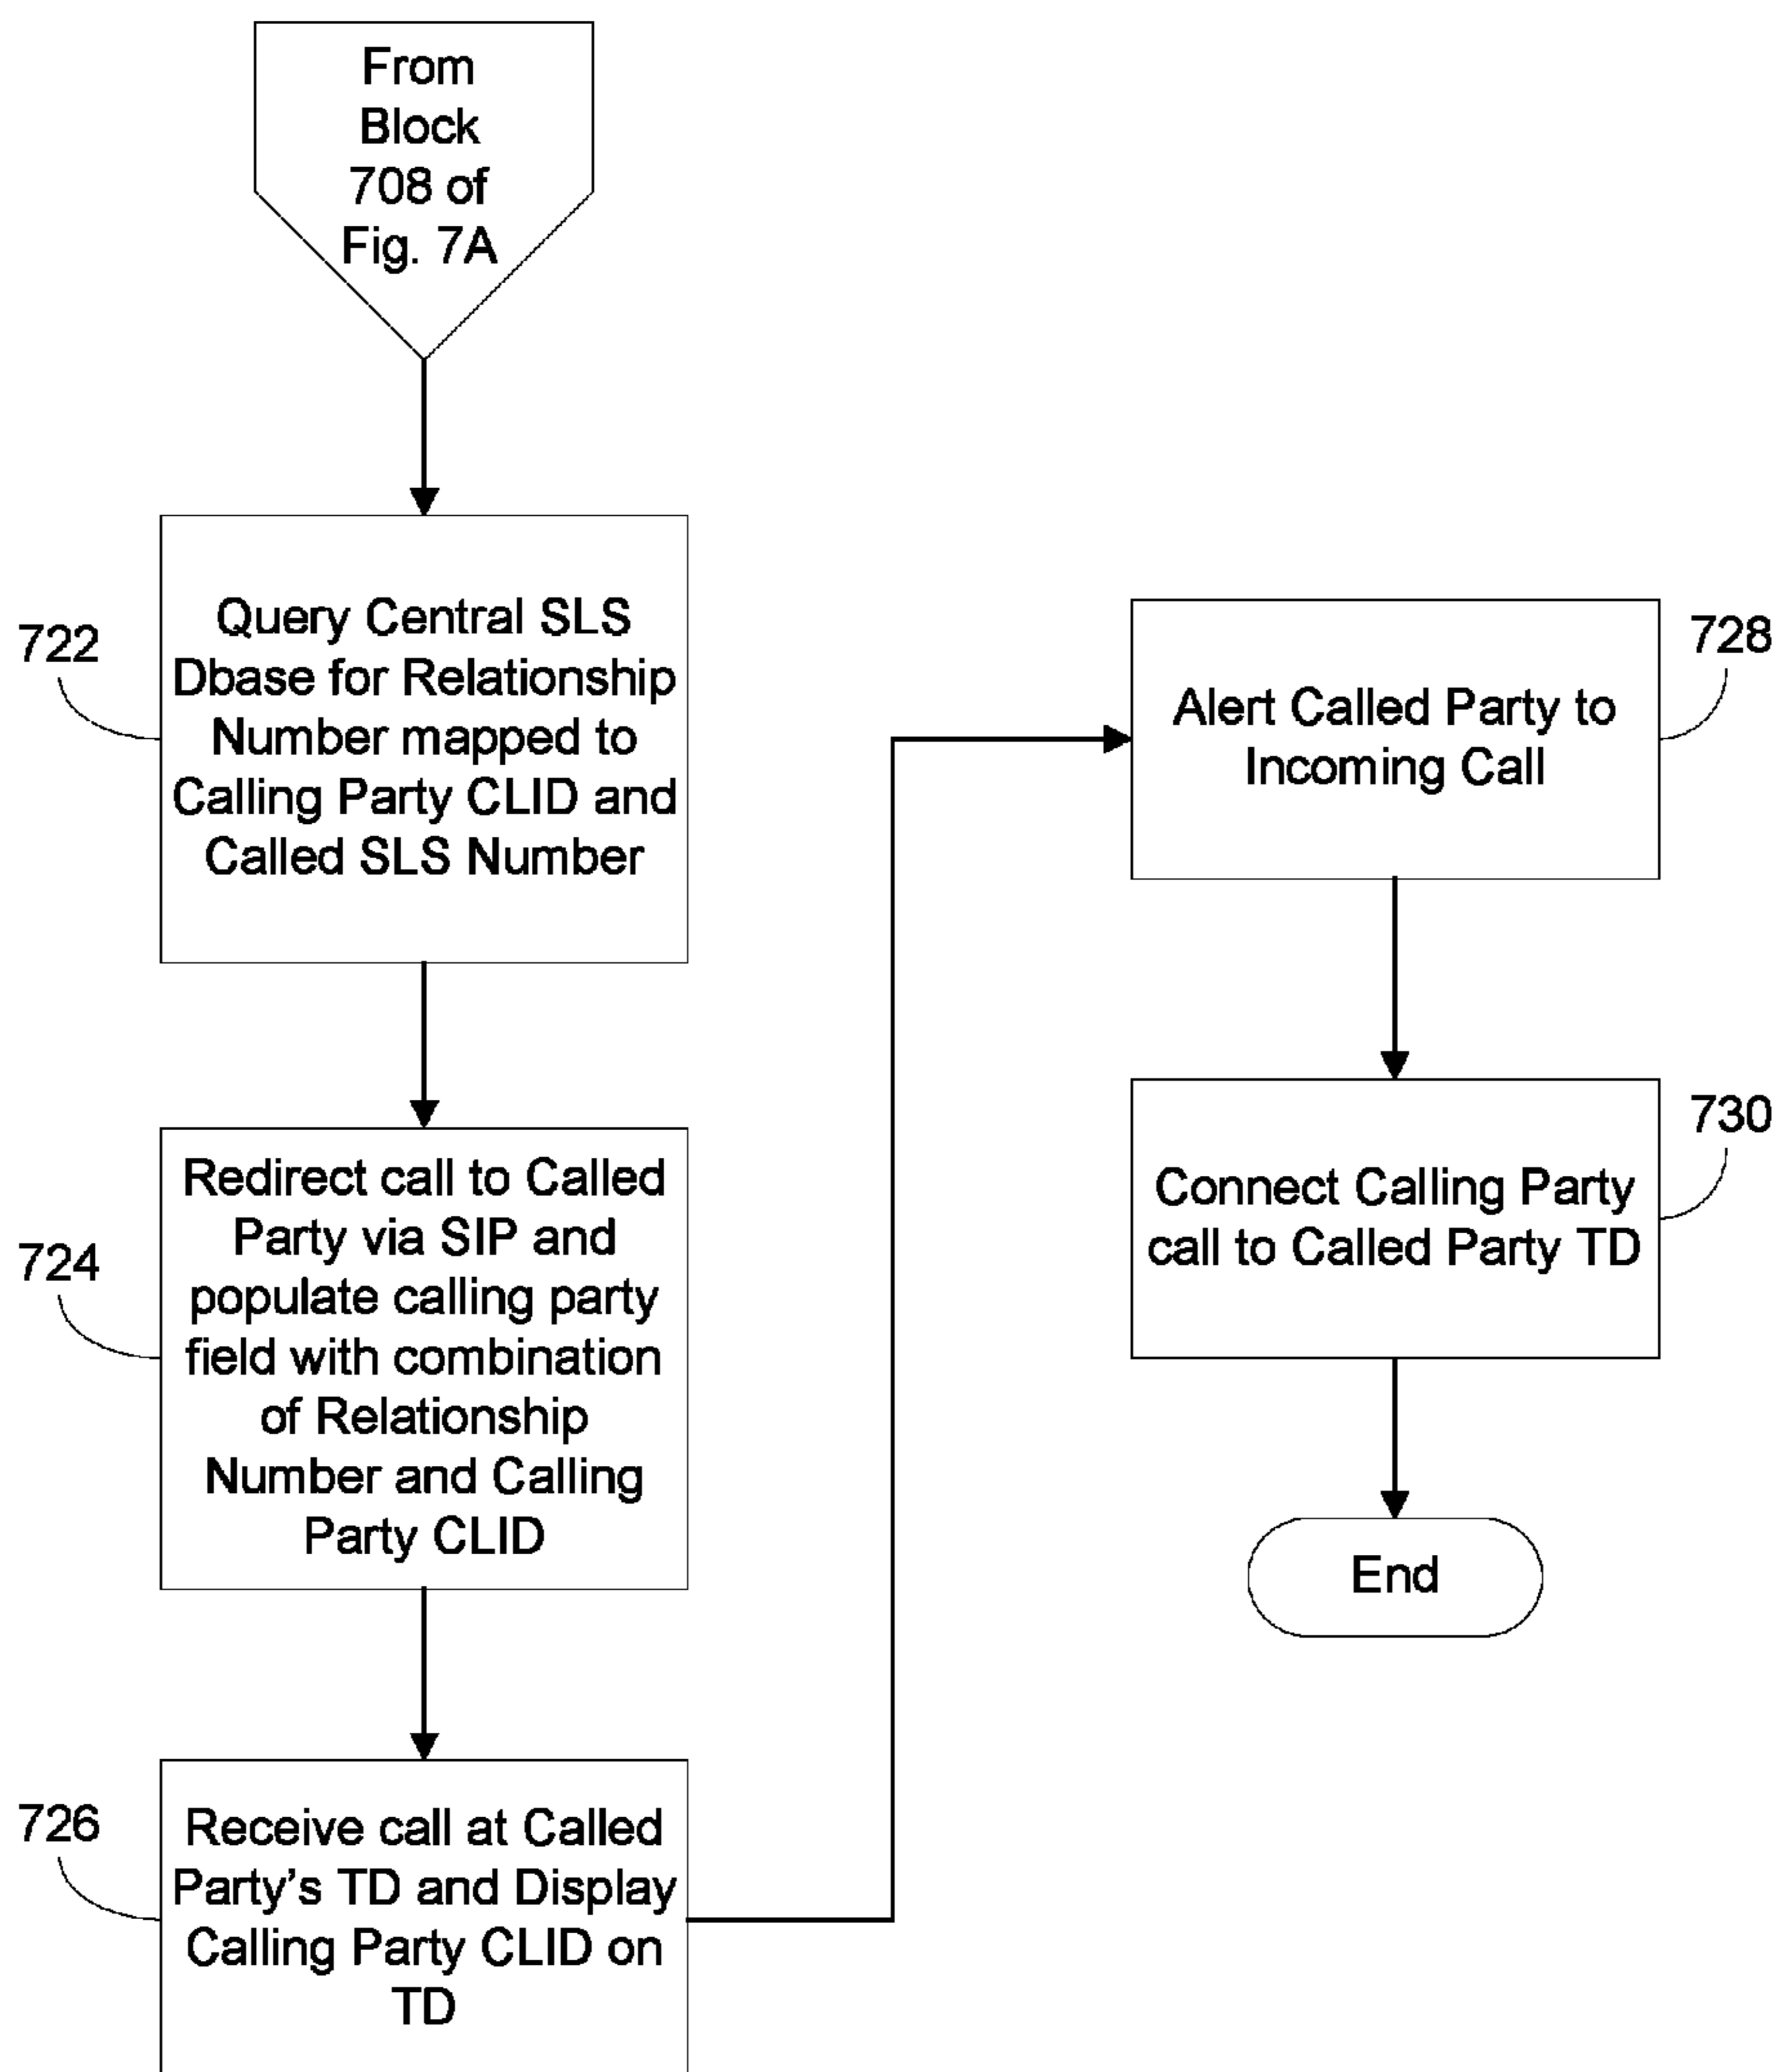 From
Block
708 of
Fig. 7A
722
Query Central SLS
Dbase for Relationship
Number mapped to
Calling Party CLID and
Called SLS Number
724
Redirect call to Called
Party via SIP and
populate calling party
field with combination
of Relationship
Number and Calling
Party CLID
726
Receive call at Called
Party's TD and Display
Calling Party CLID on
TD
728
Alert Called Party to
Incoming Call
730
Connect Calling Party
call to Called Party TD
End